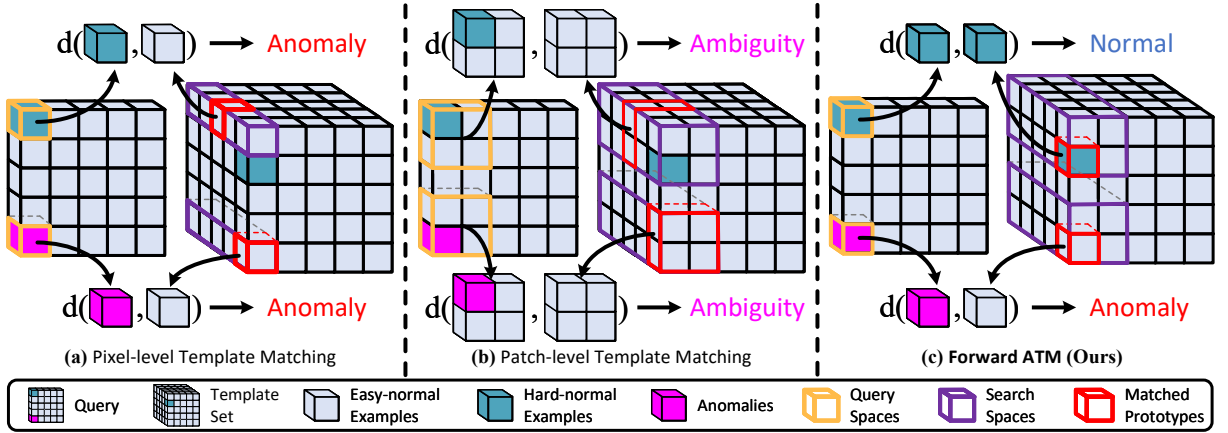 d( , ) Anomaly
d( , ) Ambiguity
d( , ) Normal
d( , ) Anomaly
d( , ) Ambiguity
d( , ) Anomaly
(a) Pixel-level Template Matching
(b) Patch-level Template Matching
(c) Forward ATM (Ours)
Query
Template
Set
Easy-normal
Examples
Hard-normal
Examples
Anomalies
Query
Spaces
Search
Spaces
Matched
Prototypes